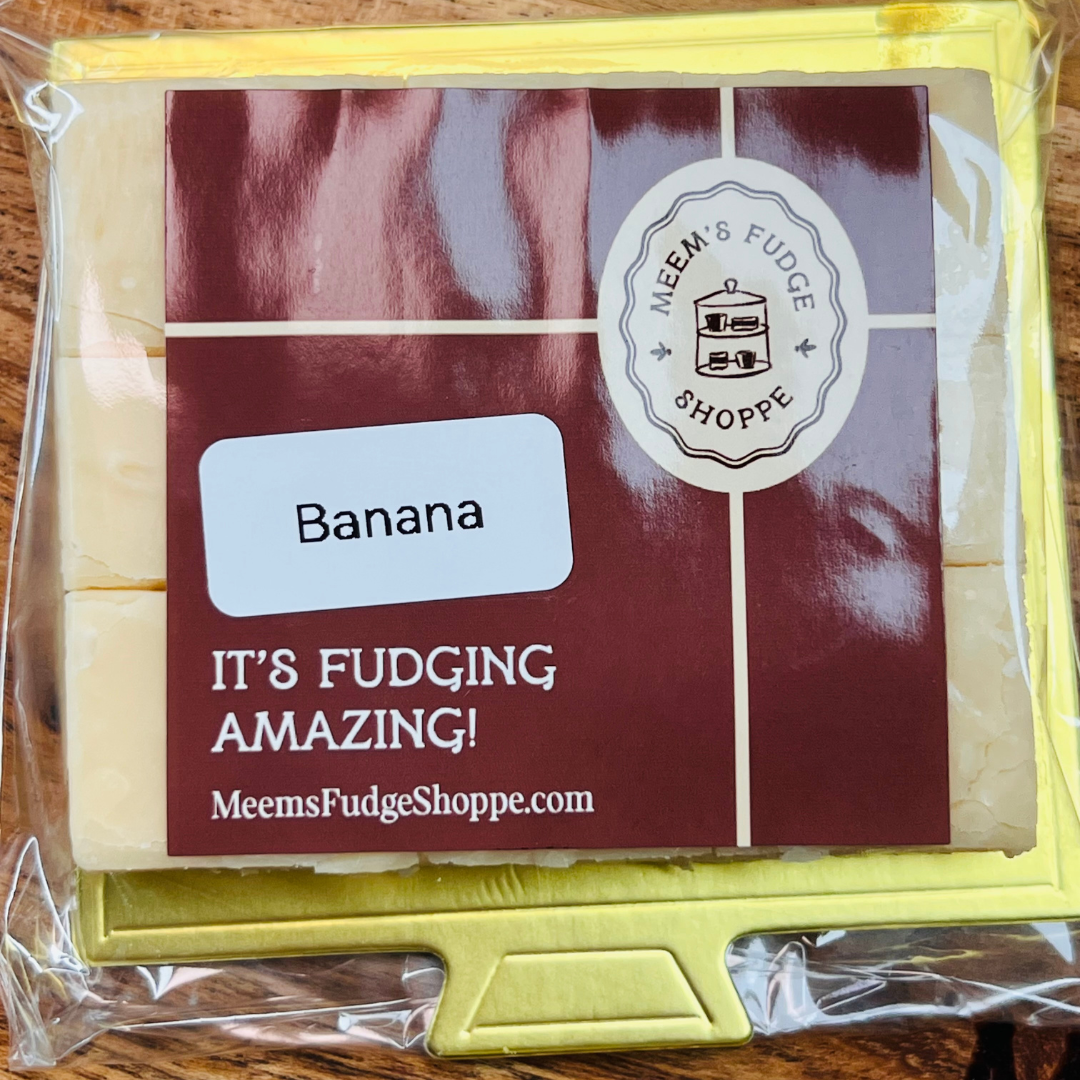 MEEM'S FUDGE
SHOPPE
Banana
IT'S FUDGING
AMAZING!
MeemsFudgeShoppe.com